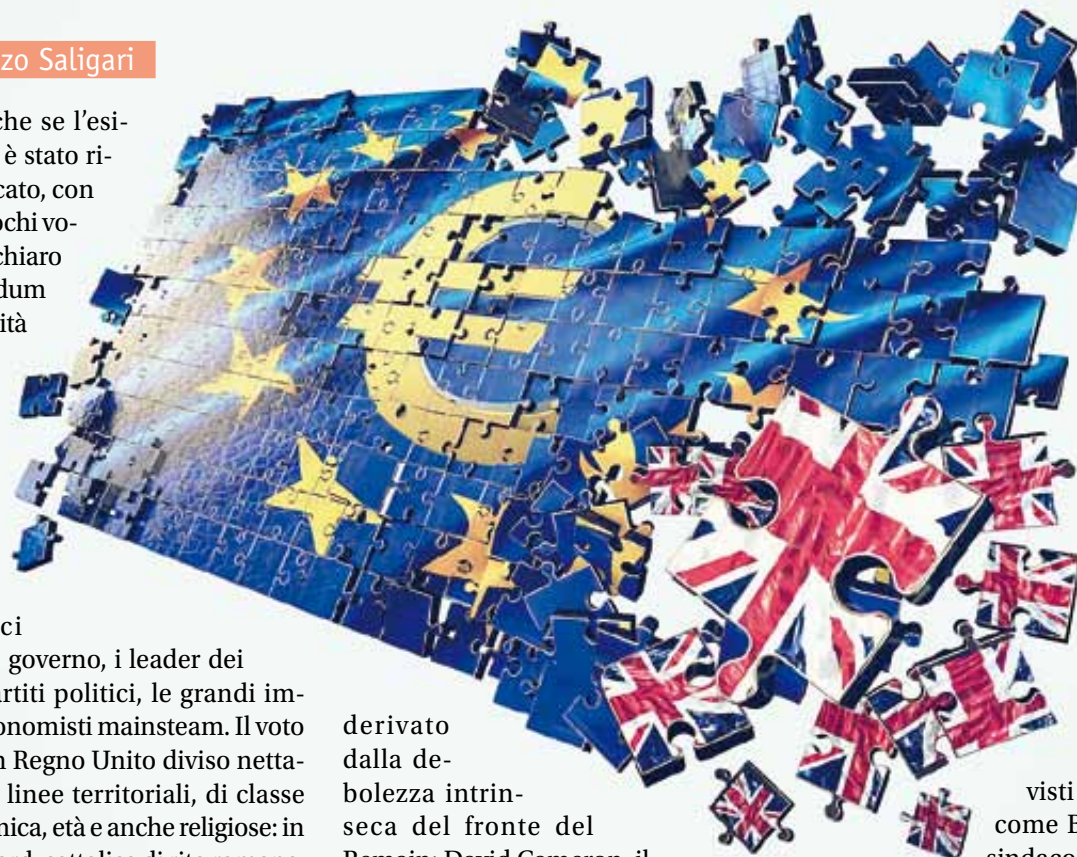 zo Saligari
che se l'esi-
è stato ri-
cato, con
ochi vo-
chiaro
dum
ità
ci
governo, i leader dei
artiti politici, le grandi im-
onomisti mainsteam. Il voto
n Regno Unito diviso netta-
linee territoriali, di classe
nica, età e anche religiose: in
derivato
dalla de-
bolezza intrin-
seca del fronte del
visti
come B